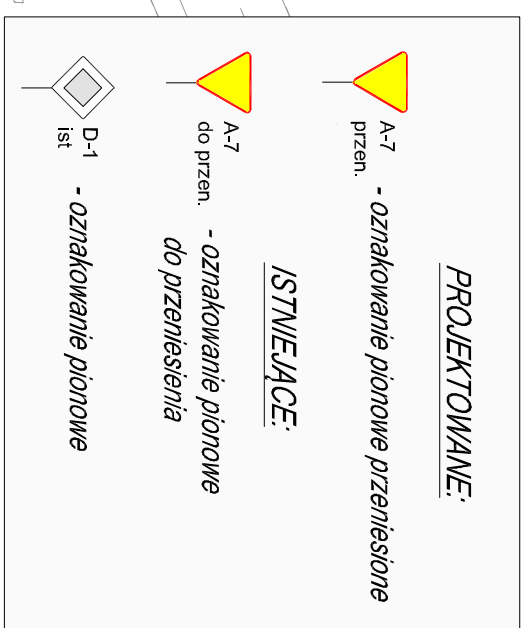 PROJEKTOWANE:
A-7
przen.
- oznakowanie pionowe przeniesione
ISTNIEJĄCE:
A-7
do przen.
- oznakowanie pionowe
do przeniesienia
D-1
ist
- oznakowanie pionowe